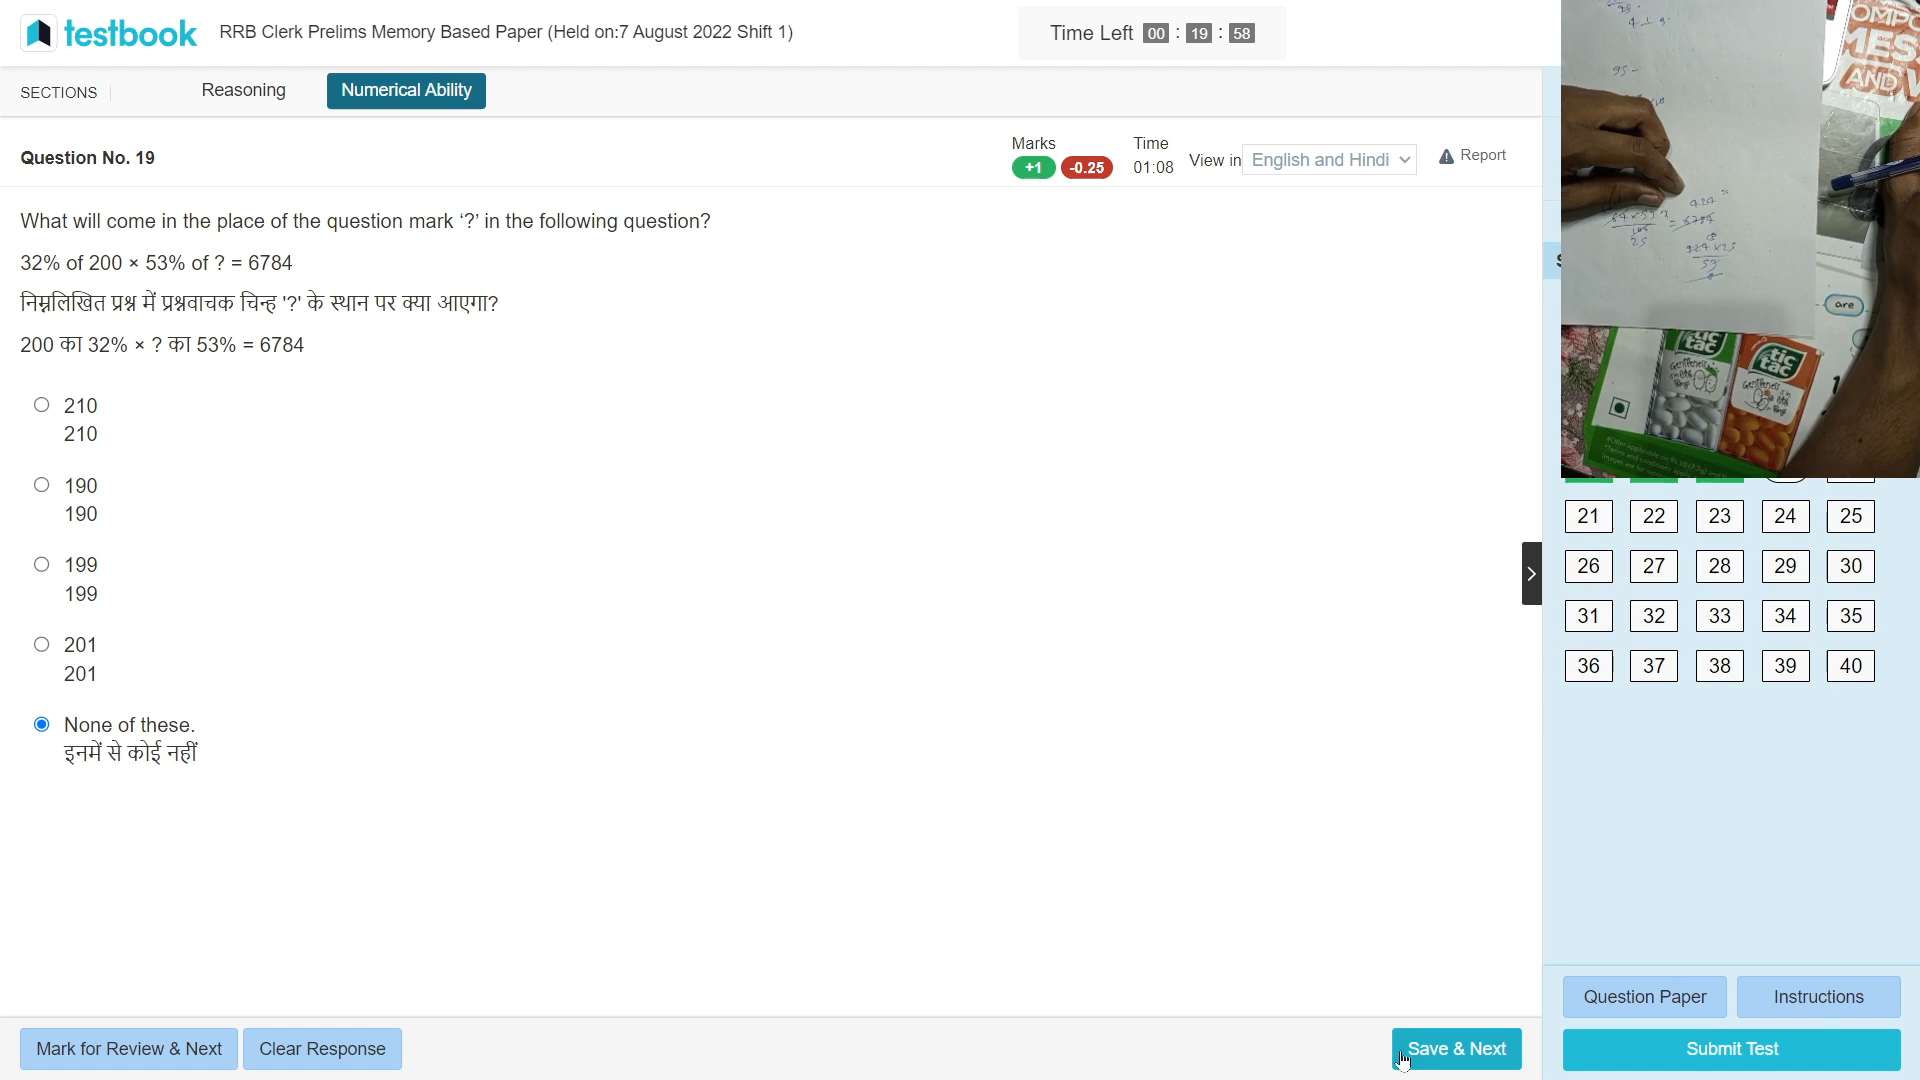 testbook
RRB Clerk Prelims Memory Based Paper (Held on:7 August 2022 Shift 1)
Time Left 00 : 19 : 58
SECTIONS
Reasoning
Numerical Ability
Question No. 19
Marks
+1 -0.25
Time
01:08
View in English and Hindi
Report
What will come in the place of the question mark ‘?’ in the following question?
32% of 200 × 53% of ? = 6784
निम्नलिखित प्रश्न में प्रश्नवाचक चिन्ह '?' के स्थान पर क्या आएगा?
200 का 32% × ? का 53% = 6784
210
210
190
190
199
199
201
201
None of these.
इनमें से कोई नहीं
Mark for Review & Next
Clear Response
Save & Next
MES
AND
are
tic
tac
tic
tac
21 22 23 24 25
26 27 28 29 30
31 32 33 34 35
36 37 38 39 40
Question Paper
Instructions
Submit Test